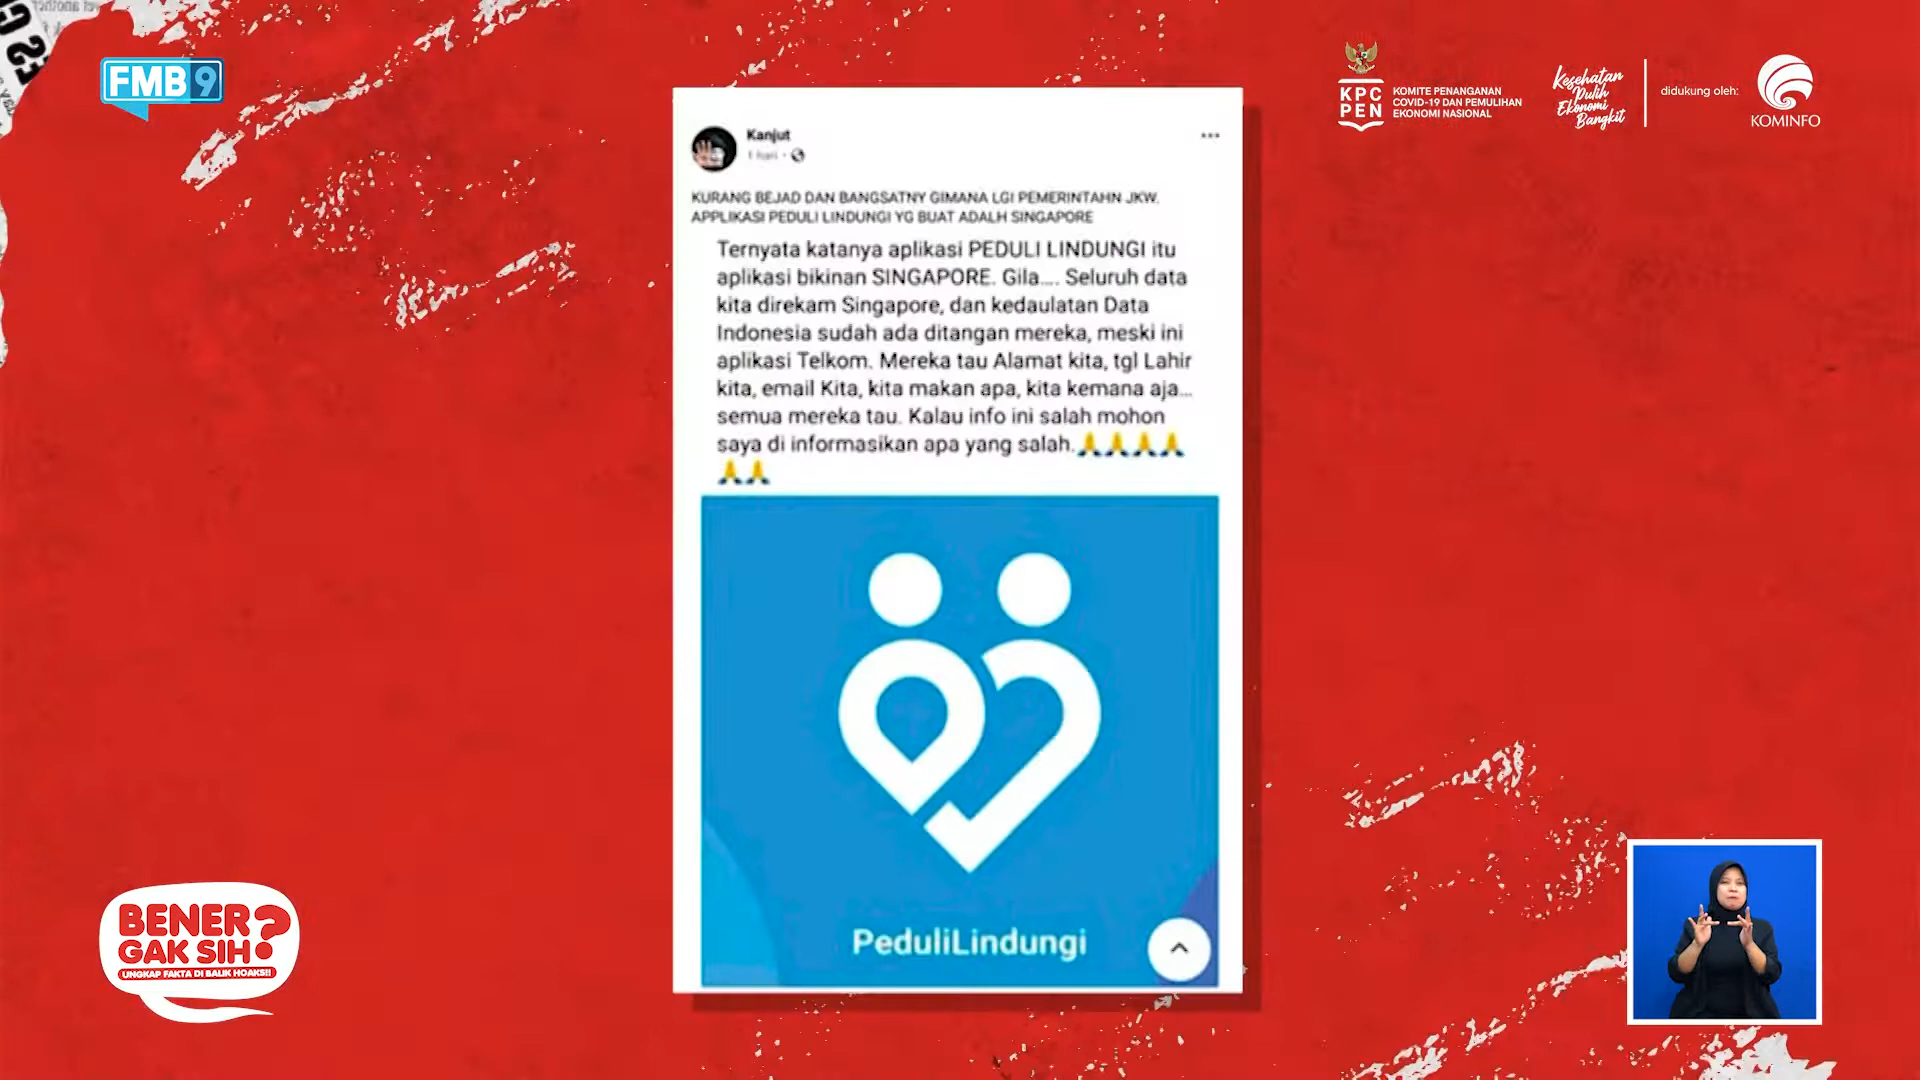 FMB 9
KPC
PEN
KOMITE PENANGANAN
COVID-19 DAN PEMULIHAN
EKONOMI NASIONAL
Kesehatan
Pulih
Ekonomi
Bangkit
didukung oleh:
KOMINFO
Kanjut
1 hari
KURANG BEJAD DAN BANGSATNY GIMANA LGI PEMERINTAHN JKW.
APPLIKASI PEDULI LINDUNGI YG BUAT ADALH SINGAPORE
Ternyata katanya aplikasi PEDULI LINDUNGI itu
aplikasi bikinan SINGAPORE. Gila.... Seluruh data
kita direkam Singapore, dan kedaulatan Data
Indonesia sudah ada ditangan mereka, meski ini
aplikasi Telkom. Mereka tau Alamat kita, tgl Lahir
kita, email Kita, kita makan apa, kita kemana aja...
semua mereka tau. Kalau info ini salah mohon
saya di informasikan apa yang salah.🙏🙏🙏🙏
🙏🙏
PeduliLindungi
BENER
GAK SIH?
UNGKAP FAKTA DI BALIK HOAKS!!